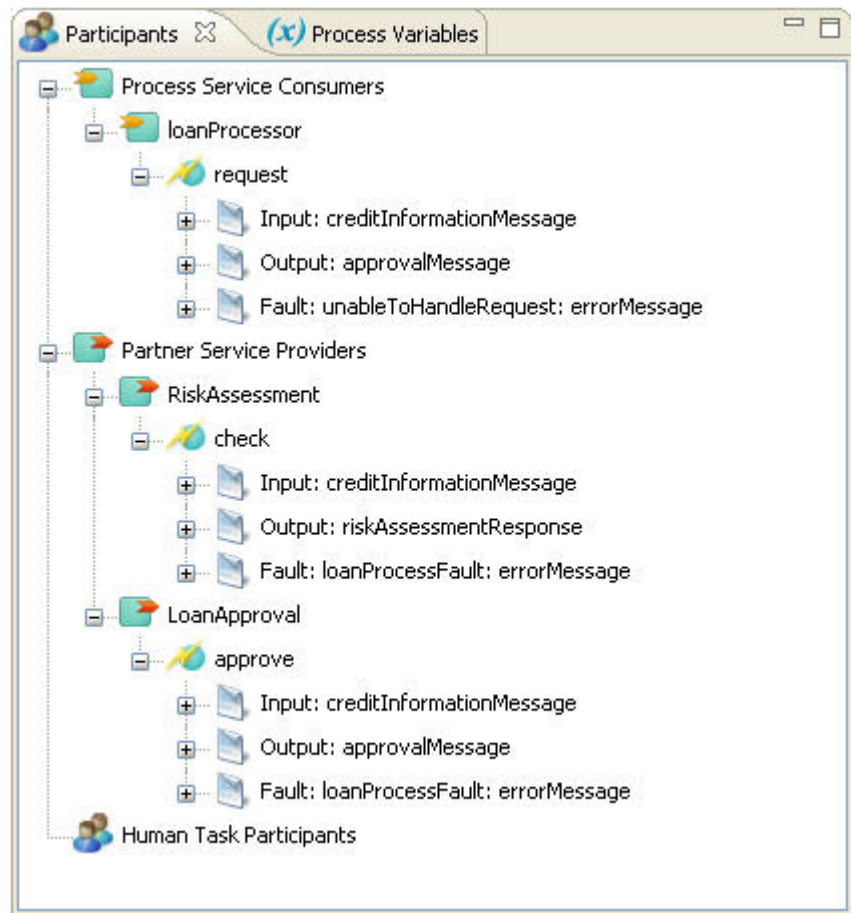 Participants (x) Process Variables
Process Service Consumers
loanProcessor
request
Input: creditInformationMessage
Output: approvalMessage
Fault: unableToHandleRequest: errorMessage
Partner Service Providers
RiskAssessment
check
Input: creditInformationMessage
Output: riskAssessmentResponse
Fault: loanProcessFault: errorMessage
LoanApproval
approve
Input: creditInformationMessage
Output: approvalMessage
Fault: loanProcessFault: errorMessage
Human Task Participants